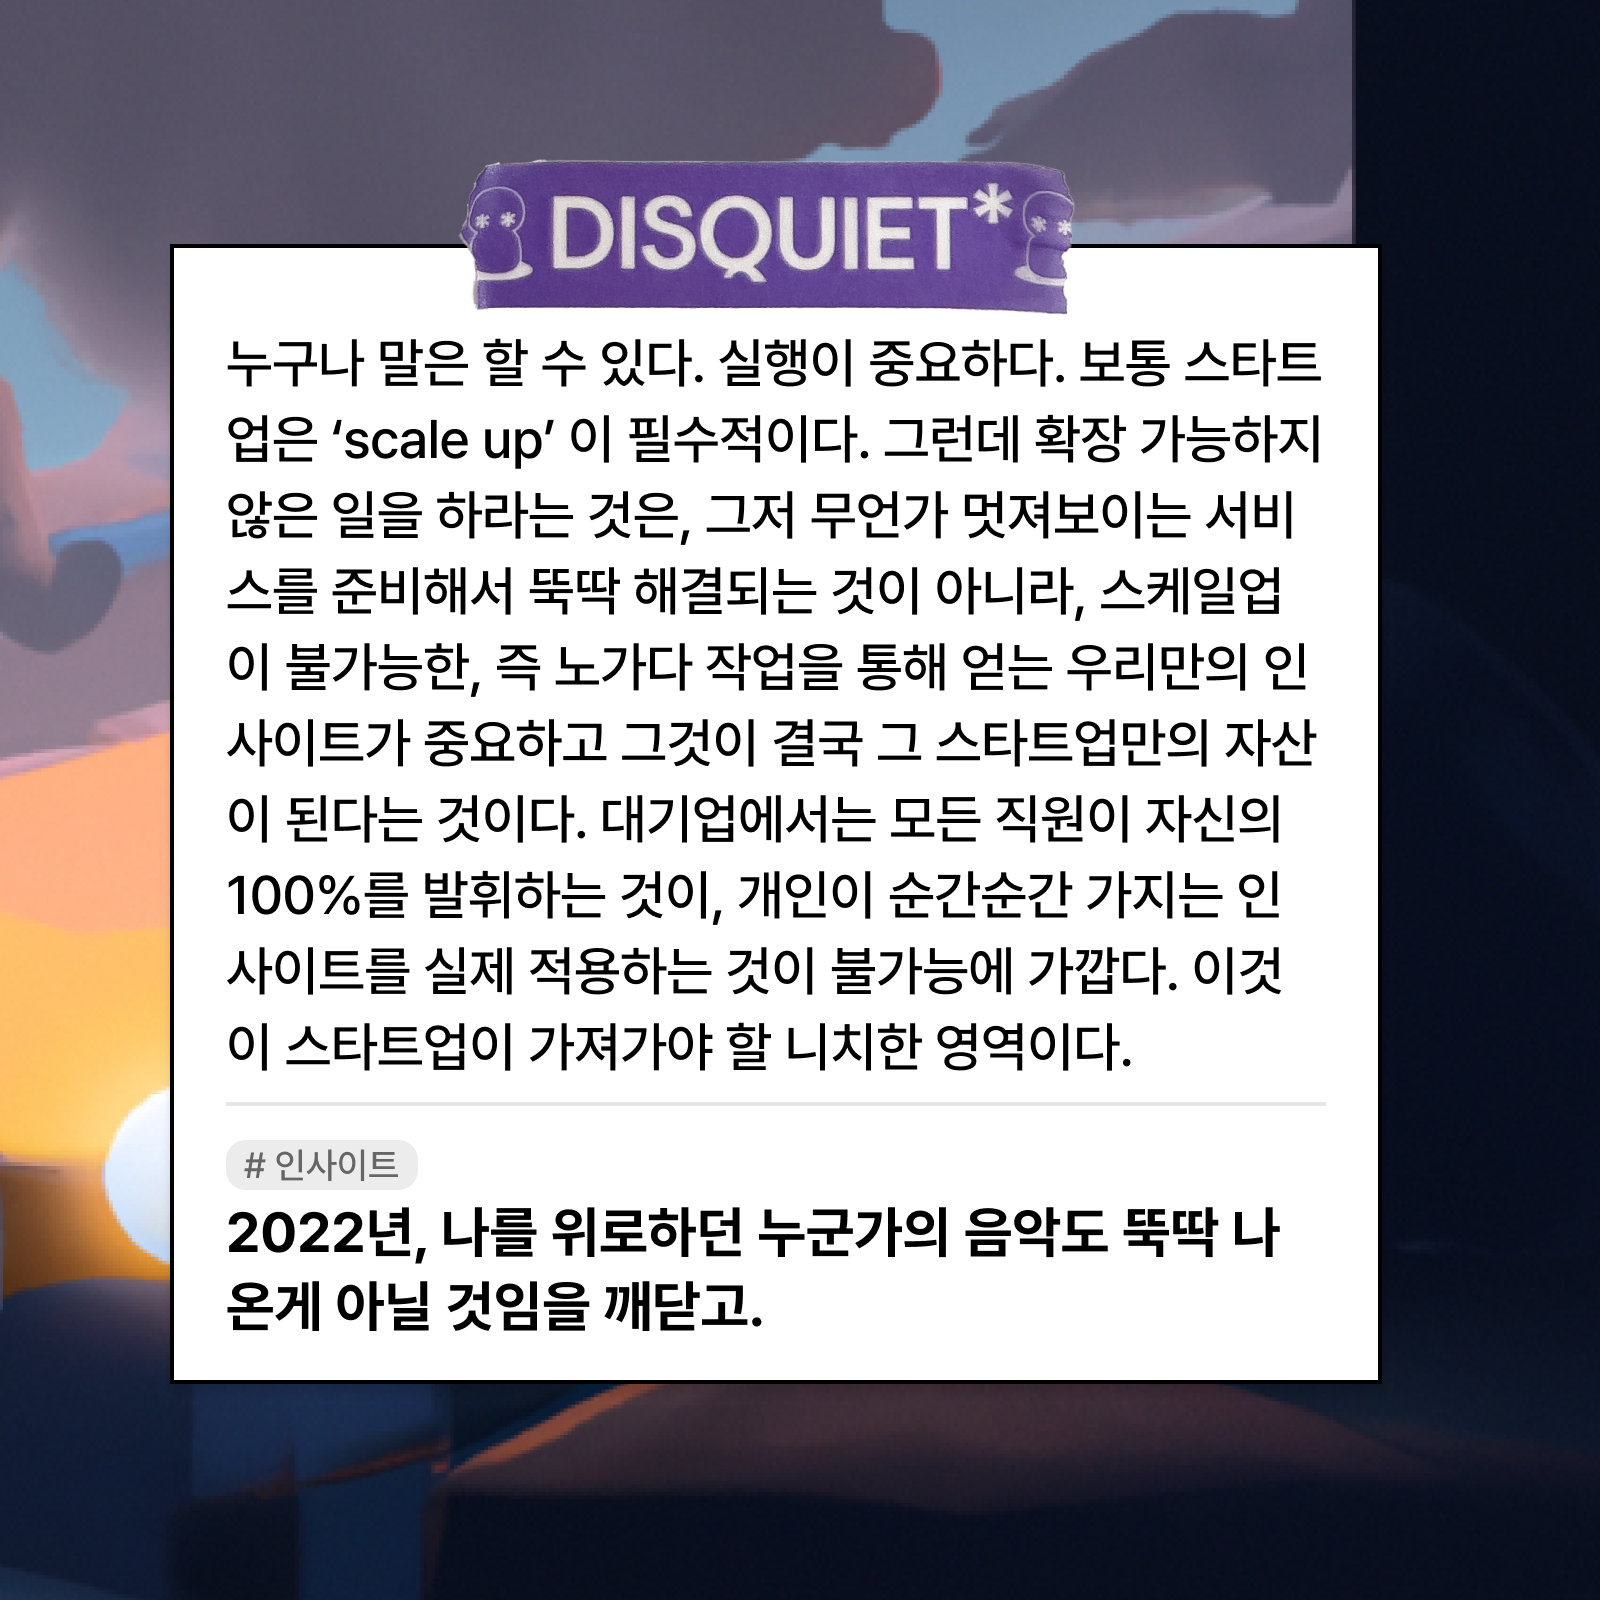 DISQUIET*
누구나 말은 할 수 있다. 실행이 중요하다. 보통 스타트
업은 ‘scale up’ 이 필수적이다. 그런데 확장 가능하지
않은 일을 하라는 것은, 그저 무언가 멋져보이는 서비
스를 준비해서 뚝딱 해결되는 것이 아니라, 스케일업
이 불가능한, 즉 노가다 작업을 통해 얻는 우리만의 인
사이트가 중요하고 그것이 결국 그 스타트업만의 자산
이 된다는 것이다. 대기업에서는 모든 직원이 자신의
100%를 발휘하는 것이, 개인이 순간순간 가지는 인
사이트를 실제 적용하는 것이 불가능에 가깝다. 이것
이 스타트업이 가져가야 할 니치한 영역이다.
# 인사이트
2022년, 나를 위로하던 누군가의 음악도 뚝딱 나
온게 아닐 것임을 깨닫고.